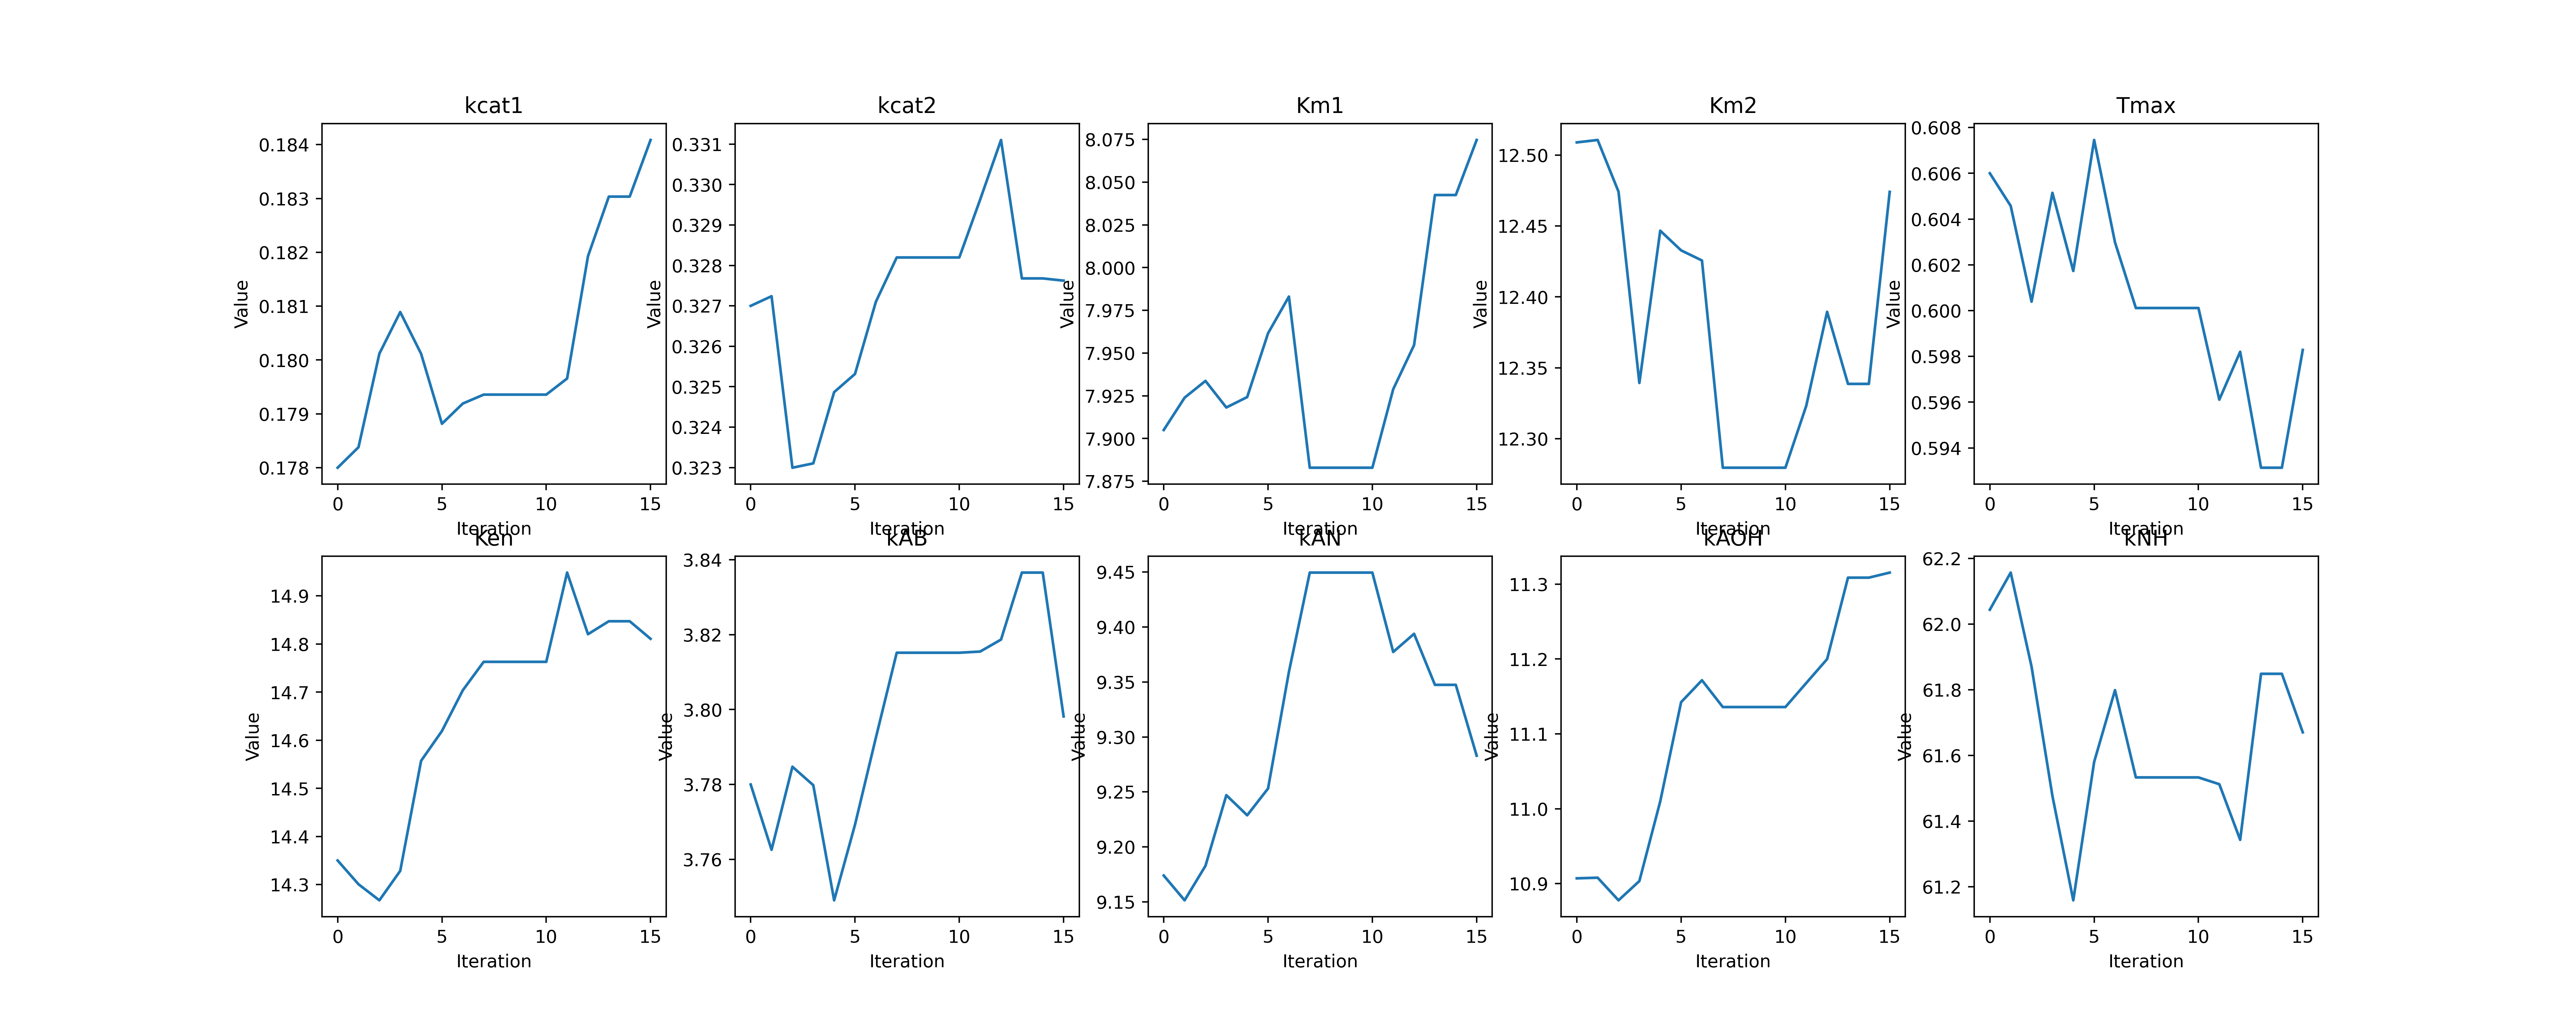 kcat1
0.184
0.183
0.182
0.181
0.180
0.179
0.178
Value
0 5 10 15
Iteration
kcat2
0.331
0.330
0.329
0.328
0.327
0.326
0.325
0.324
0.323
Value
0 5 10 15
Iteration
Km1
8.075
8.050
8.025
8.000
7.975
7.950
7.925
7.900
7.875
Value
0 5 10 15
Iteration
Km2
12.50
12.45
12.40
12.35
12.30
Value
0 5 10 15
Iteration
Tmax
0.608
0.606
0.604
0.602
0.600
0.598
0.596
0.594
Value
0 5 10 15
Iteration
Ken
14.9
14.8
14.7
14.6
14.5
14.4
14.3
Value
0 5 10 15
Iteration
kAB
3.84
3.82
3.80
3.78
3.76
Value
0 5 10 15
Iteration
kAN
9.45
9.40
9.35
9.30
9.25
9.20
9.15
Value
0 5 10 15
Iteration
kAOH
11.3
11.2
11.1
11.0
10.9
Value
0 5 10 15
Iteration
kNH
62.2
62.0
61.8
61.6
61.4
61.2
Value
0 5 10 15
Iteration